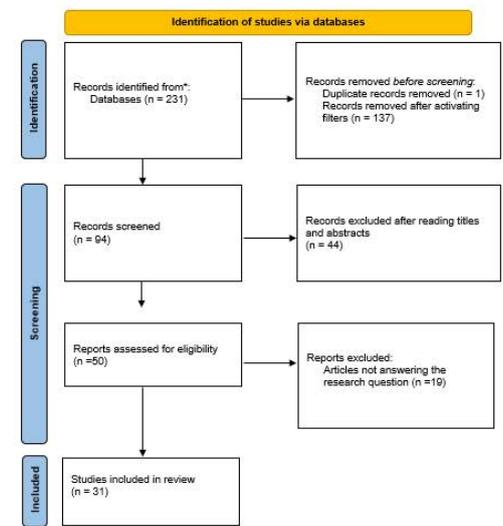 Identification of studies via databases
Identification
Records identified from*:
Databases (n = 231)
Records removed before screening:
Duplicate records removed (n = 1)
Records removed after activating
filters (n = 137)
Screening
Records screened
(n = 94)
Records excluded after reading titles
and abstracts
(n = 44)
Reports assessed for eligibility
(n =50)
Reports excluded:
Articles not answering the
research question (n =19)
Included
Studies included in review
(n = 31)